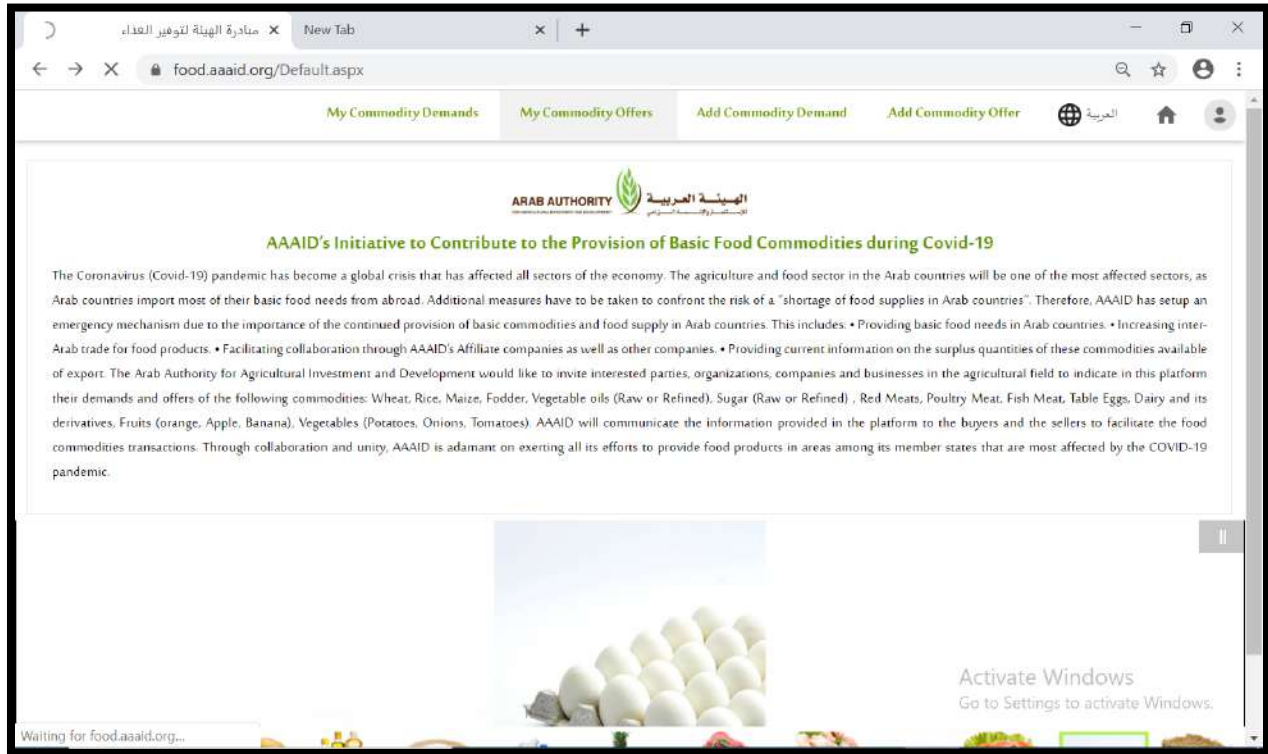 مبادرة الهيئة لتوفير الغذاء
New Tab
food.aaaid.org/Default.aspx
My Commodity Demands
My Commodity Offers
Add Commodity Demand
Add Commodity Offer
العربية
ARAB AUTHORITY
الهيئة العربية
AAAID's Initiative to Contribute to the Provision of Basic Food Commodities during Covid-19
The Coronavirus (Covid-19) pandemic has become a global crisis that has affected all sectors of the economy. The agriculture and food sector in the Arab countries will be one of the most affected sectors, as
Arab countries import most of their basic food needs from abroad. Additional measures have to be taken to confront the risk of a "shortage of food supplies in Arab countries". Therefore, AAAID has setup an
emergency mechanism due to the importance of the continued provision of basic commodities and food supply in Arab countries. This includes: • Providing basic food needs in Arab countries. • Increasing inter-
Arab trade for food products. • Facilitating collaboration through AAAID's Affiliate companies as well as other companies. • Providing current information on the surplus quantities of these commodities available
of export. The Arab Authority for Agricultural Investment and Development would like to invite interested parties, organizations, companies and businesses in the agricultural field to indicate in this platform
their demands and offers of the following commodities: Wheat, Rice, Maize, Fodder, Vegetable oils (Raw or Refined), Sugar (Raw or Refined) , Red Meats, Poultry Meat, Fish Meat, Table Eggs, Dairy and its
derivatives, Fruits (orange, Apple, Banana), Vegetables (Potatoes, Onions, Tomatoes). AAAID will communicate the information provided in the platform to the buyers and the sellers to facilitate the food
commodities transactions. Through collaboration and unity, AAAID is adamant on exerting all its efforts to provide food products in areas among its member states that are most affected by the COVID-19
pandemic.
Activate Windows
Go to Settings to activate Windows.
Waiting for food.aaaid.org...